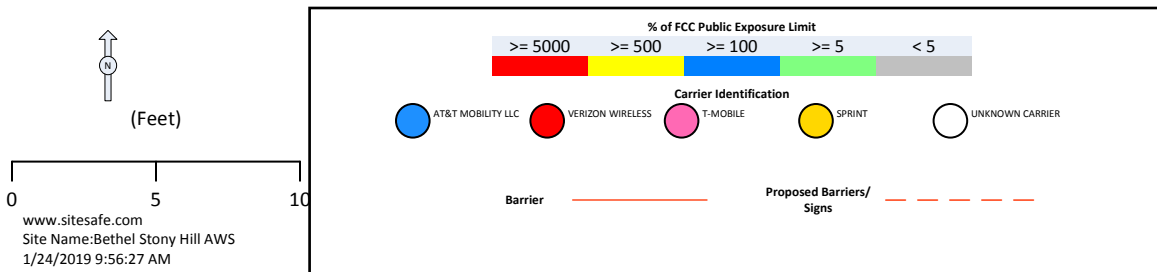 N
(Feet)
0 5 10
www.sitesafe.com
Site Name:Bethel Stony Hill AWS
1/24/2019 9:56:27 AM
% of FCC Public Exposure Limit
>= 5000 >= 500 >= 100 >= 5 < 5
Carrier Identification
AT&T MOBILITY LLC VERIZON WIRELESS T-MOBILE SPRINT UNKNOWN CARRIER
Barrier
Proposed Barriers/
Signs